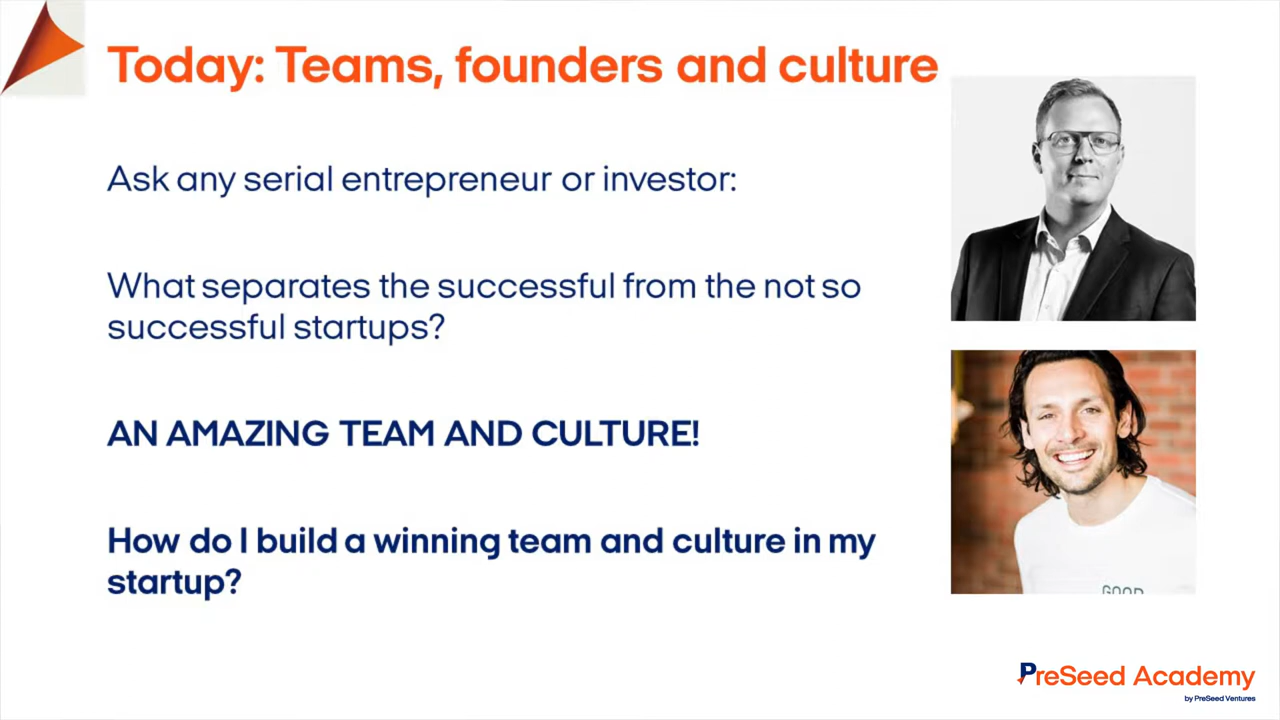 Today: Teams, founders and culture
Ask any serial entrepreneur or investor:
What separates the successful from the not so
successful startups?
AN AMAZING TEAM AND CULTURE!
How do I build a winning team and culture in my
startup?
GOOD
PreSeed Academy
by PreSeed Ventures